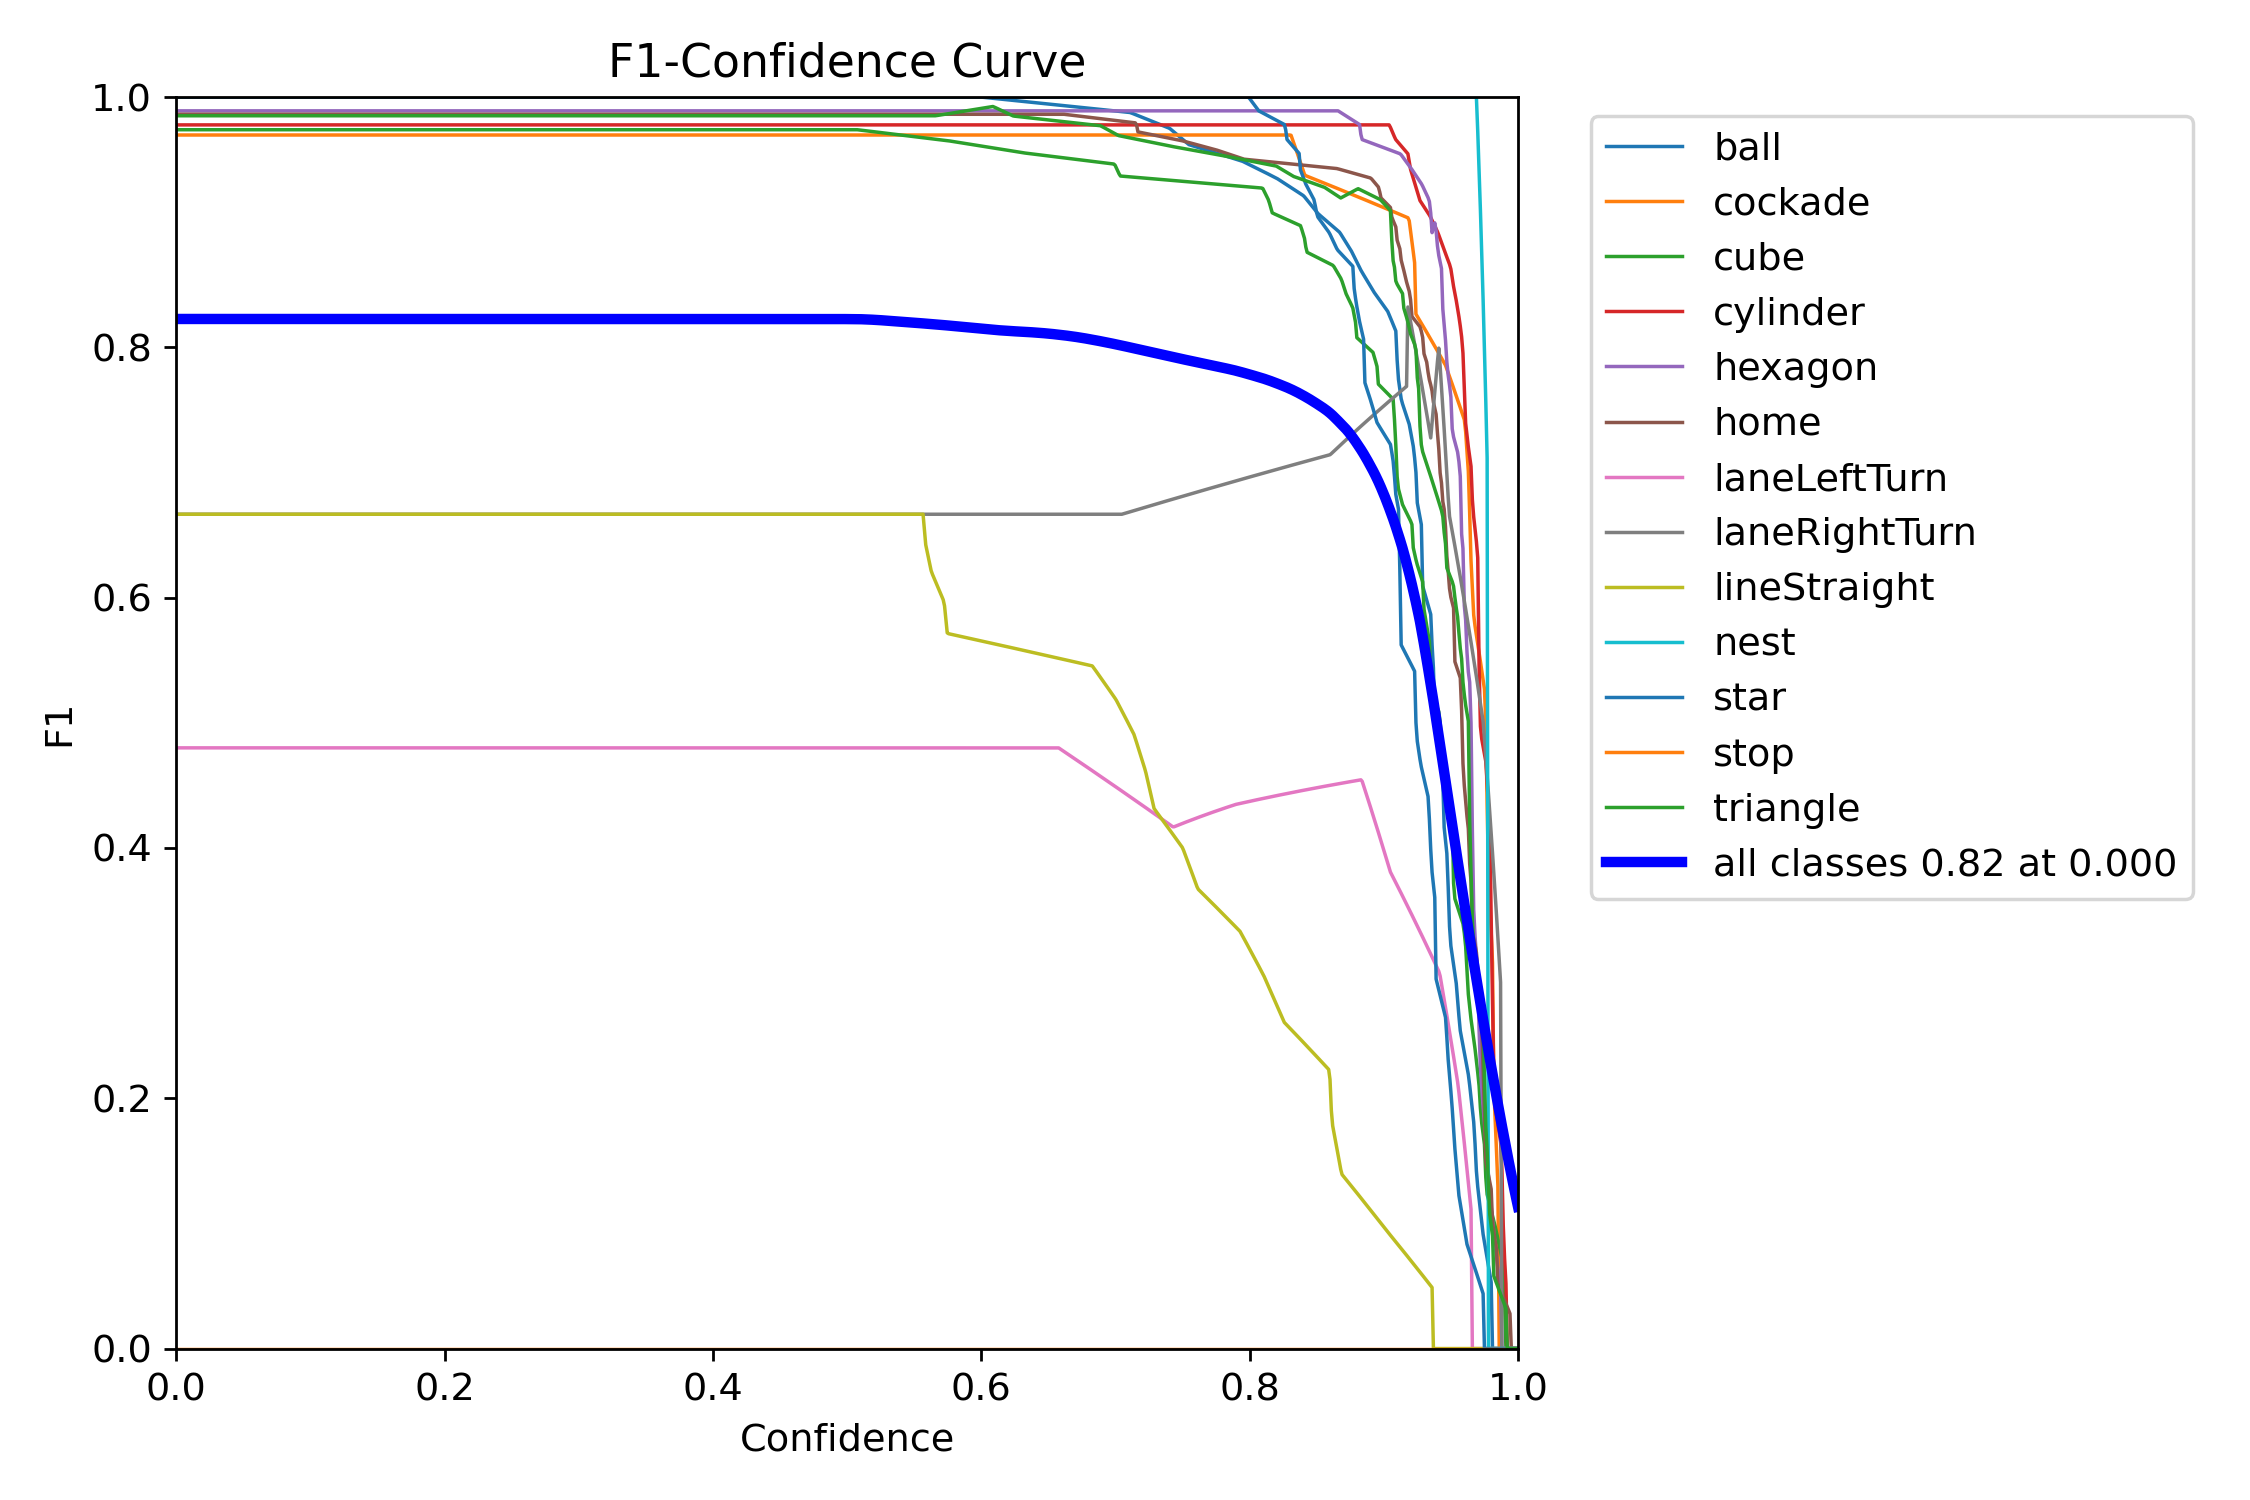 F1-Confidence Curve
1.0
0.8
0.6
0.4
0.2
0.0
F1
0.0 0.2 0.4 0.6 0.8 1.0
Confidence
ball
cockade
cube
cylinder
hexagon
home
laneLeftTurn
laneRightTurn
lineStraight
nest
star
stop
triangle
all classes 0.82 at 0.000